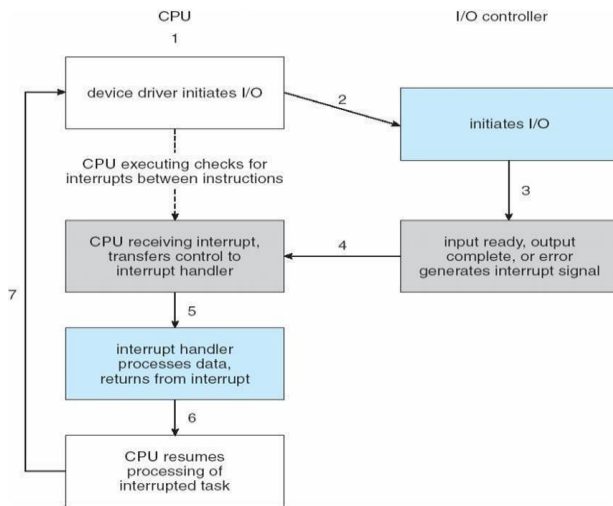 CPU
I/O controller
1
device driver initiates I/O
2
initiates I/O
CPU executing checks for
interrupts between instructions
3
CPU receiving interrupt,
transfers control to
interrupt handler
4
input ready, output
complete, or error
generates interrupt signal
7
5
interrupt handler
processes data,
returns from interrupt
6
CPU resumes
processing of
interrupted task